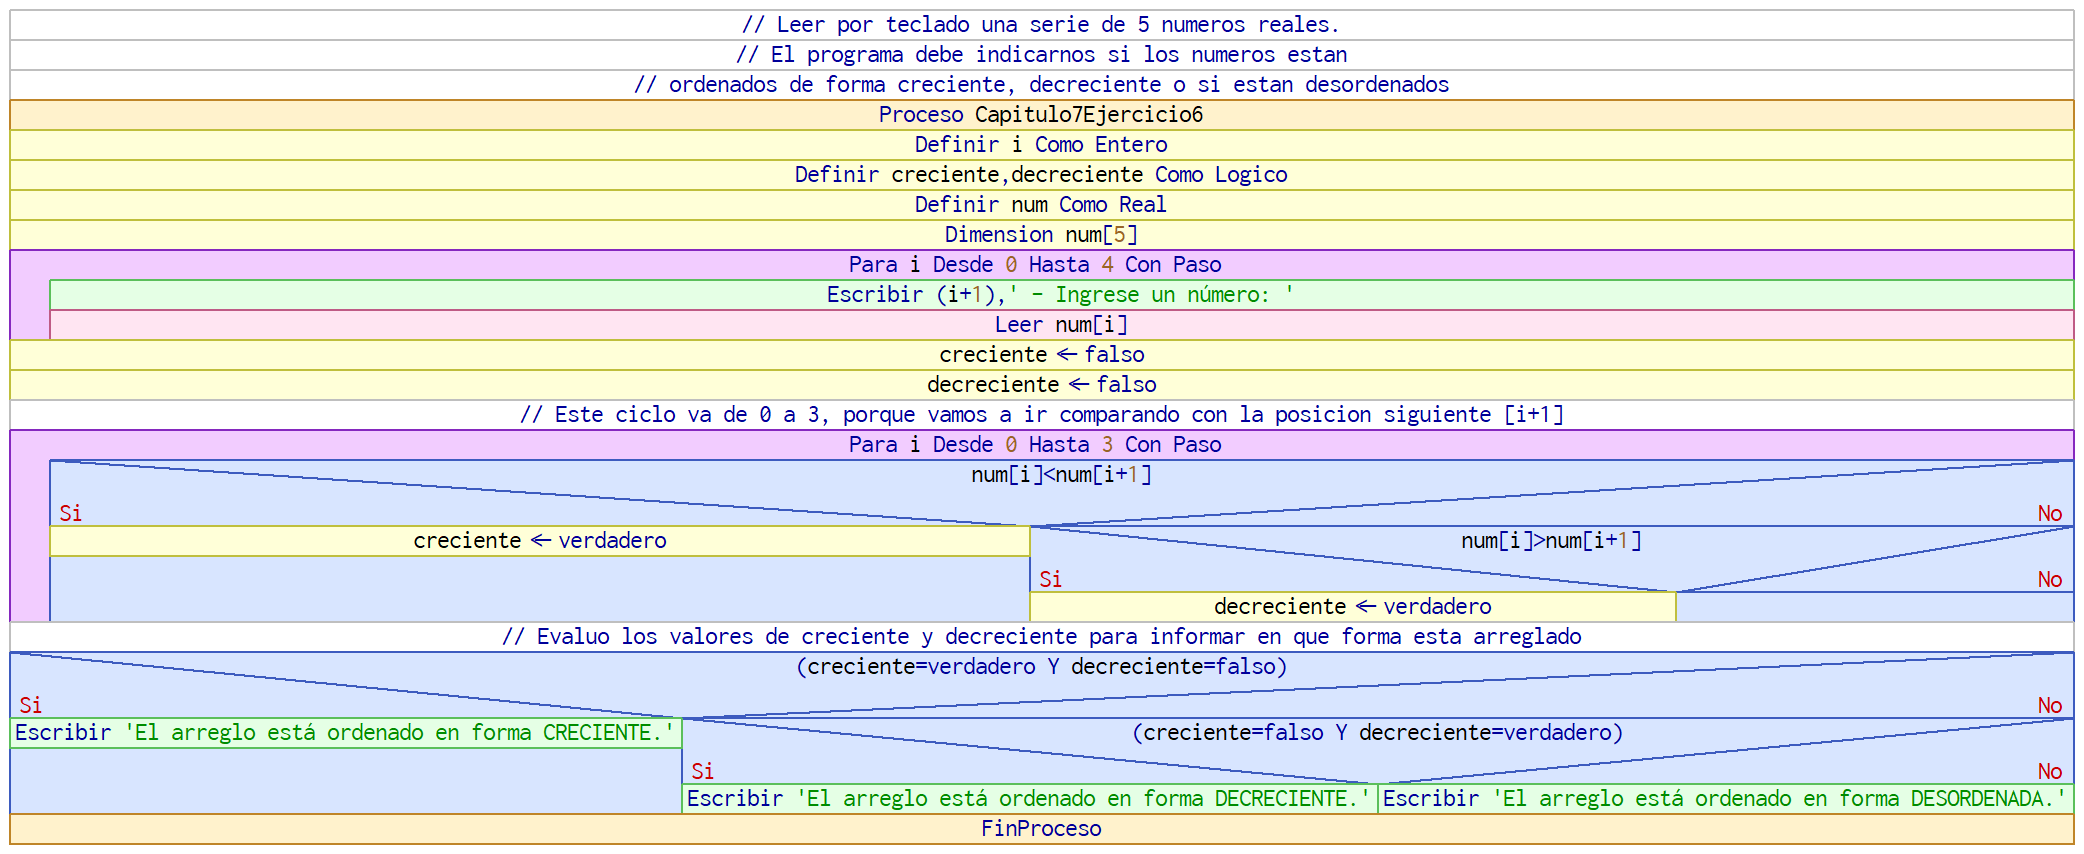 // Leer por teclado una serie de 5 numeros reales.
// El programa debe indicarnos si los numeros estan
// ordenados de forma creciente, decreciente o si estan desordenados
Proceso Capitulo7Ejercicio6
Definir i Como Entero
Definir creciente,decreciente Como Logico
Definir num Como Real
Dimension num[5]
Para i Desde 0 Hasta 4 Con Paso
Escribir (i+1),' - Ingrese un número: '
Leer num[i]
creciente ← falso
decreciente ← falso
// Este ciclo va de 0 a 3, porque vamos a ir comparando con la posicion siguiente [i+1]
Para i Desde 0 Hasta 3 Con Paso
num[i]<num[i+1]
Si
No
creciente ← verdadero
num[i]>num[i+1]
Si
No
decreciente ← verdadero
// Evaluo los valores de creciente y decreciente para informar en que forma esta arreglado
(creciente=verdadero Y decreciente=falso)
Si
No
Escribir 'El arreglo está ordenado en forma CRECIENTE.'
(creciente=falso Y decreciente=verdadero)
Si
No
Escribir 'El arreglo está ordenado en forma DECRECIENTE.'
Escribir 'El arreglo está ordenado en forma DESORDENADA.'
FinProceso